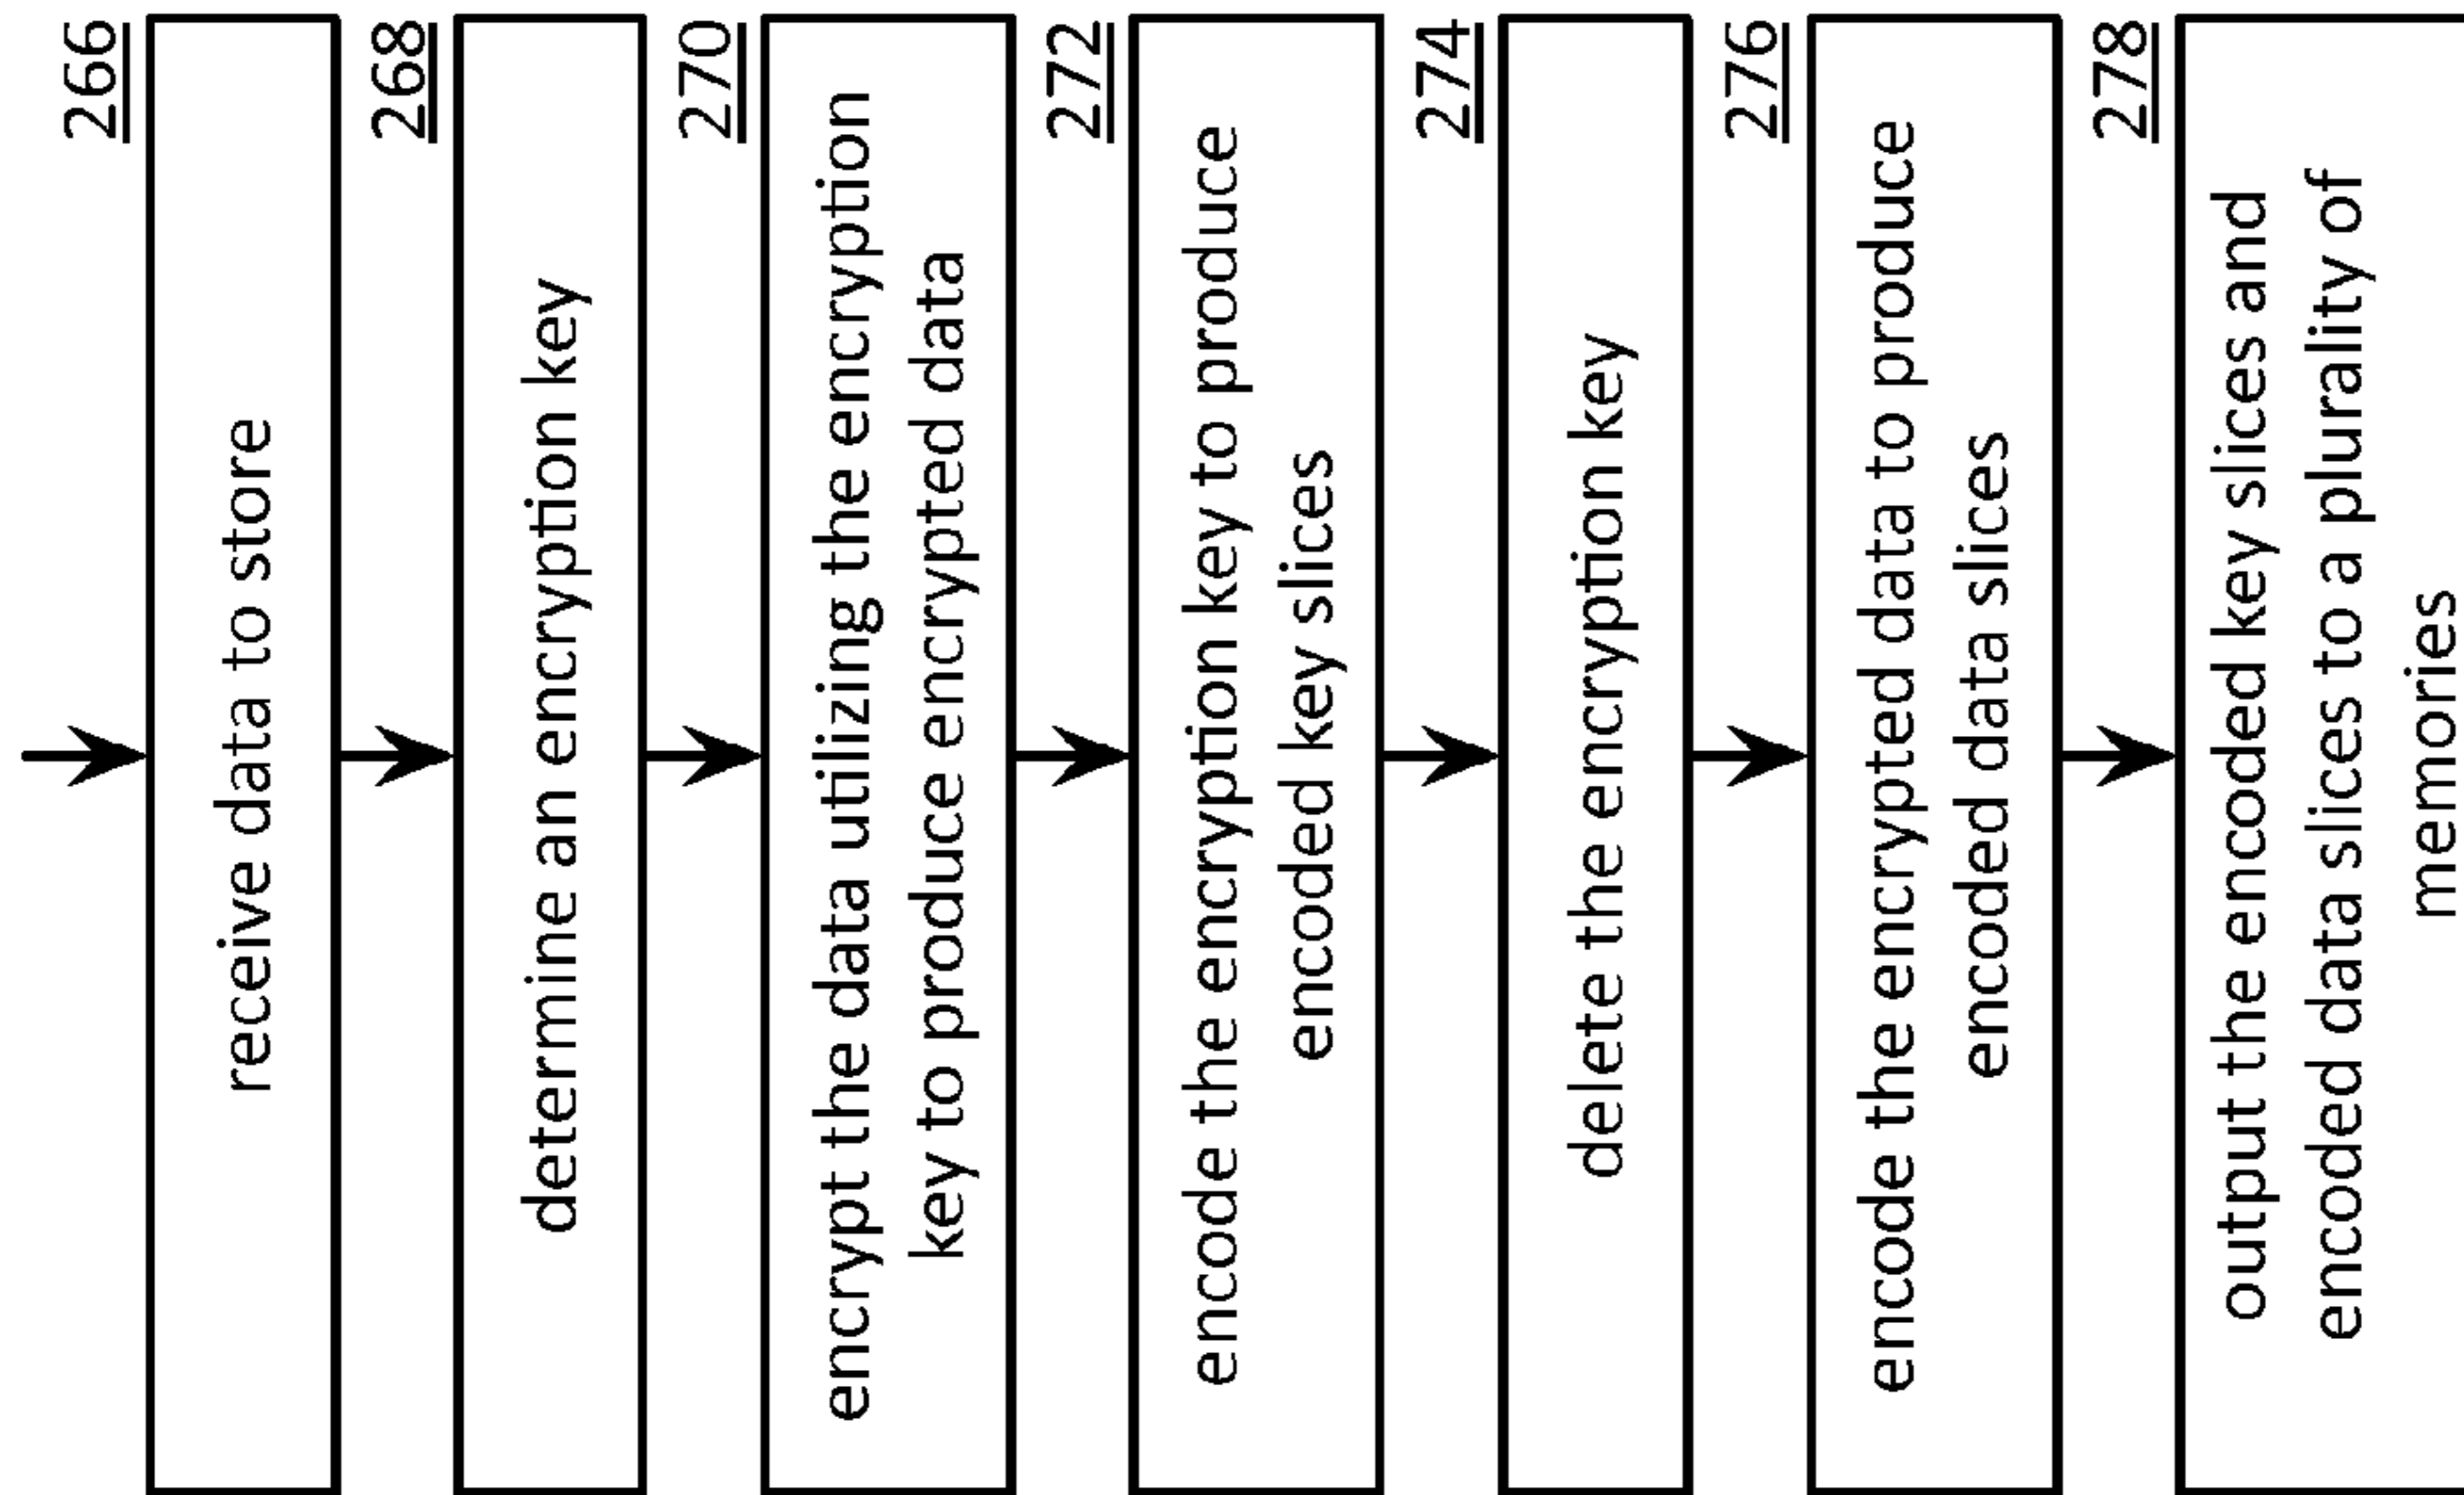 266
receive data to store
268
determine an encryption key
270
encrypt the data utilizing the encryption
key to produce encrypted data
272
encode the encryption key to produce
encoded key slices
274
delete the encryption key
276
encode the encrypted data to produce
encoded data slices
278
output the encoded key slices and
encoded data slices to a plurality of
memories